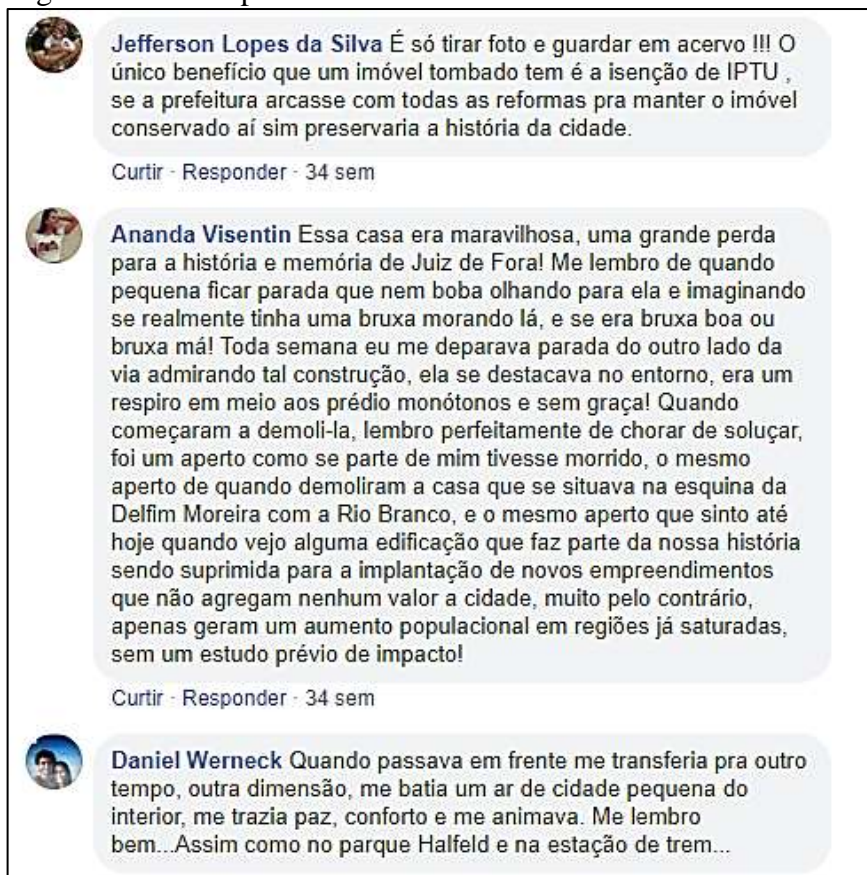 Jefferson Lopes da Silva É só tirar foto e guardar em acervo !!! O
único benefício que um imóvel tombado tem é a isenção de IPTU ,
se a prefeitura arcasse com todas as reformas pra manter o imóvel
conservado aí sim preservaria a história da cidade.
Curtir · Responder · 34 sem
Ananda Visentin Essa casa era maravilhosa, uma grande perda
para a história e memória de Juiz de Fora! Me lembro de quando
pequena ficar parada que nem boba olhando para ela e imaginando
se realmente tinha uma bruxa morando lá, e se era bruxa boa ou
bruxa má! Toda semana eu me deparava parada do outro lado da
via admirando tal construção, ela se destacava no entorno, era um
respiro em meio aos prédio monótonos e sem graça! Quando
começaram a demoli-la, lembro perfeitamente de chorar de soluçar,
foi um aperto como se parte de mim tivesse morrido, o mesmo
aperto de quando demoliram a casa que se situava na esquina da
Delfim Moreira com a Rio Branco, e o mesmo aperto que sinto até
hoje quando vejo alguma edificação que faz parte da nossa história
sendo suprimida para a implantação de novos empreendimentos
que não agregam nenhum valor a cidade, muito pelo contrário,
apenas geram um aumento populacional em regiões já saturadas,
sem um estudo prévio de impacto!
Curtir · Responder · 34 sem
Daniel Werneck Quando passava em frente me transferia pra outro
tempo, outra dimensão, me batia um ar de cidade pequena do
interior, me trazia paz, conforto e me animava. Me lembro
bem...Assim como no parque Halfeld e na estação de trem...